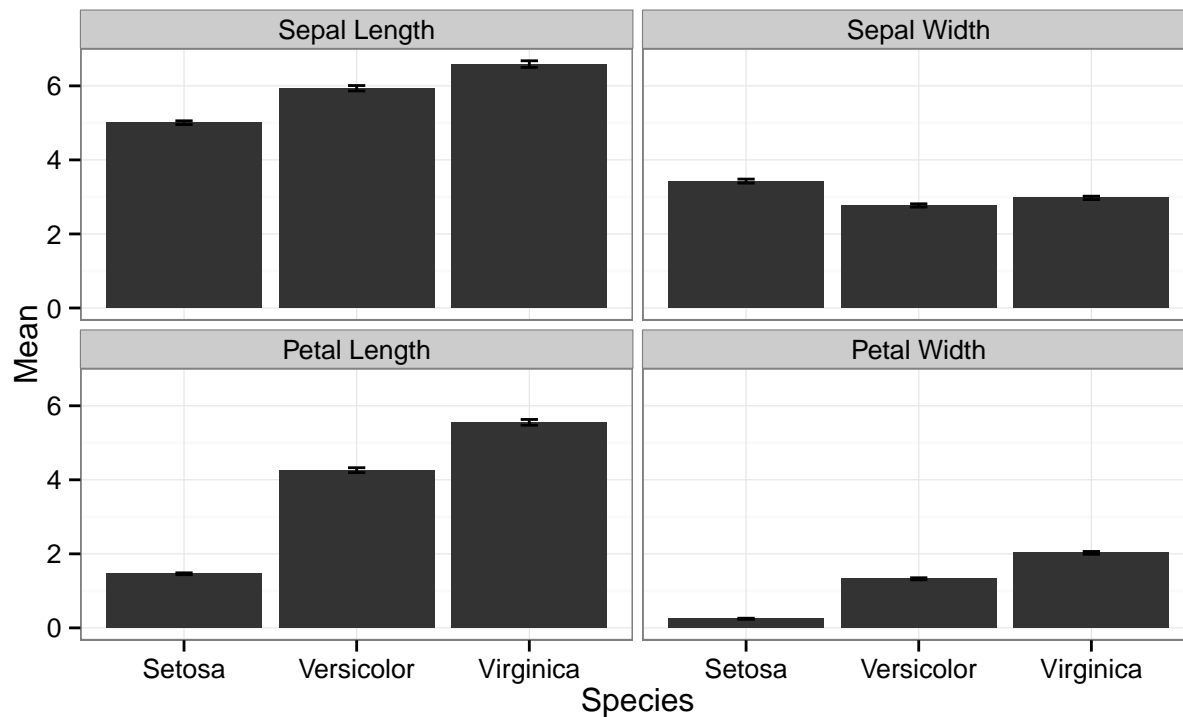 Sepal Length
Sepal Width
6
4
2
0
Mean
Petal Length
Petal Width
6
4
2
0
Setosa Versicolor Virginica
Setosa Versicolor Virginica
Species